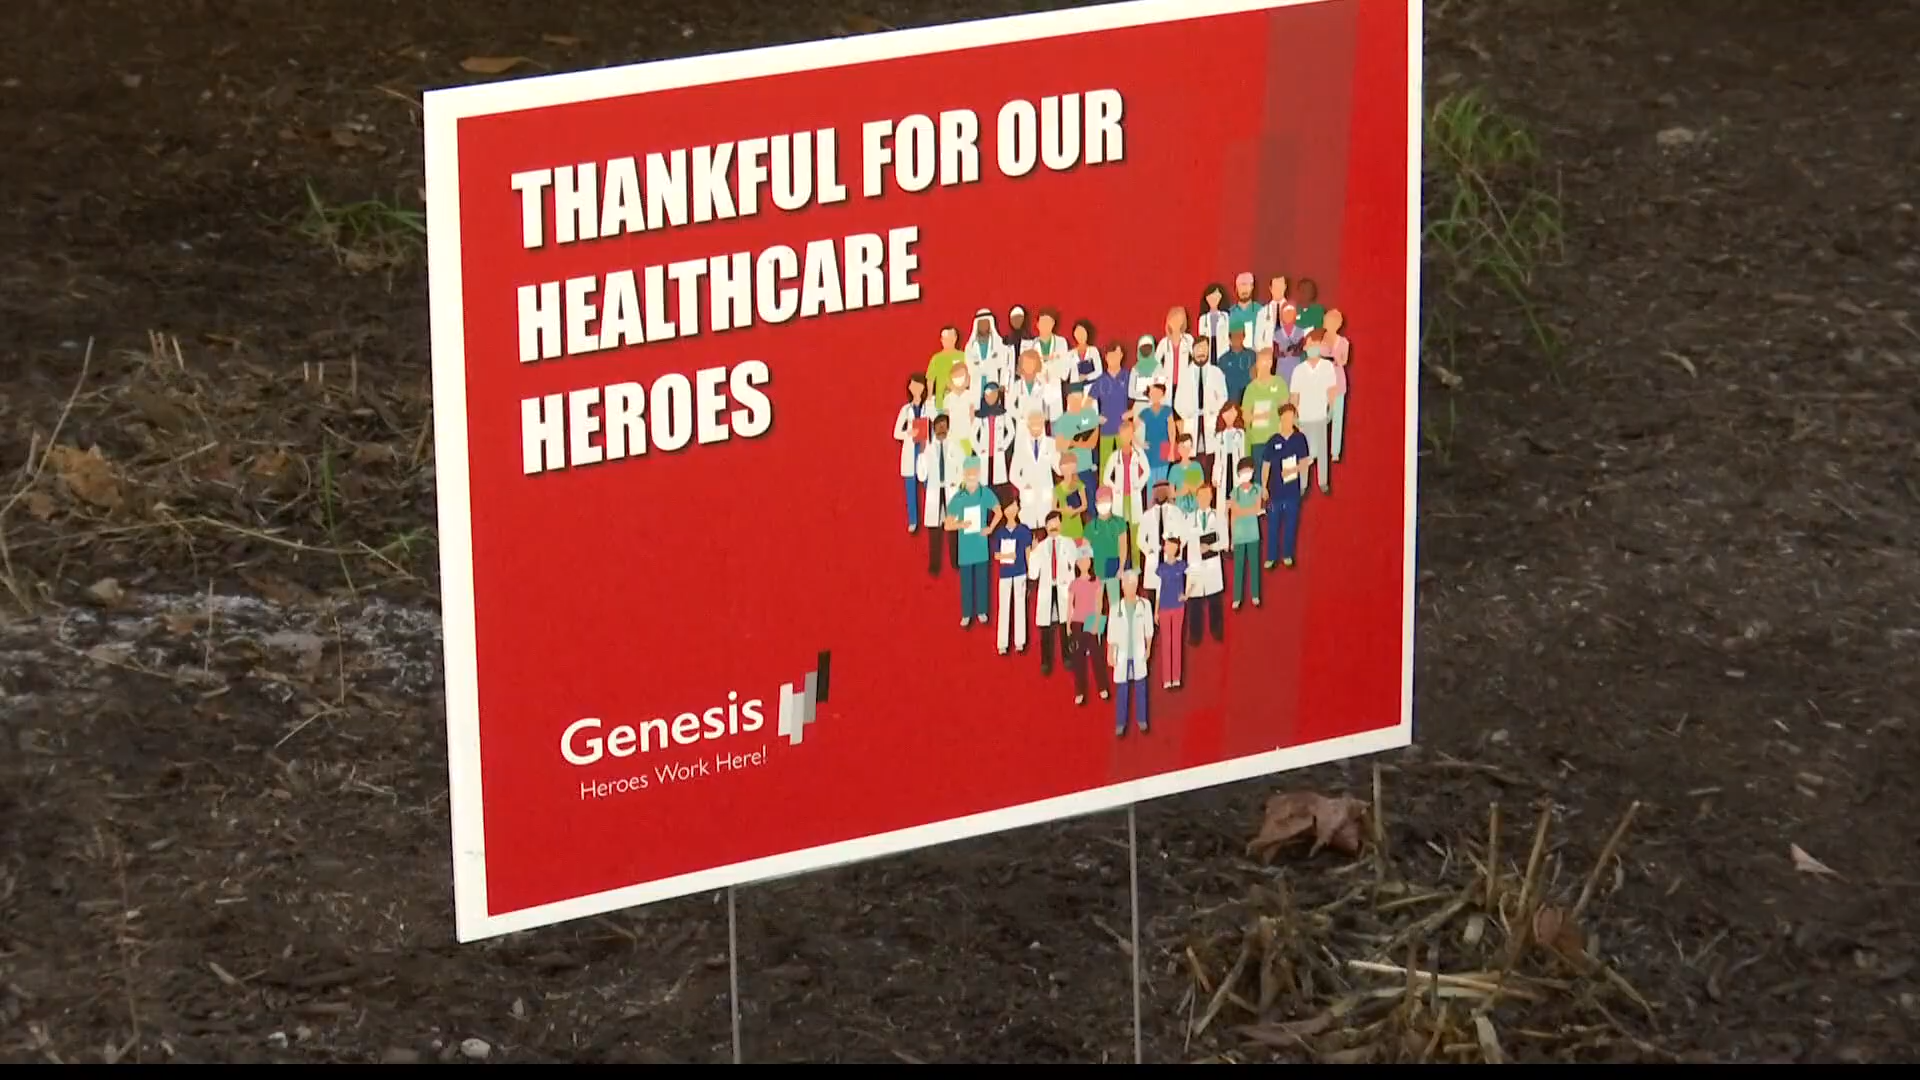 THANKFUL FOR OUR
HEALTHCARE
HEROES
Genesis
Heroes Work Here!